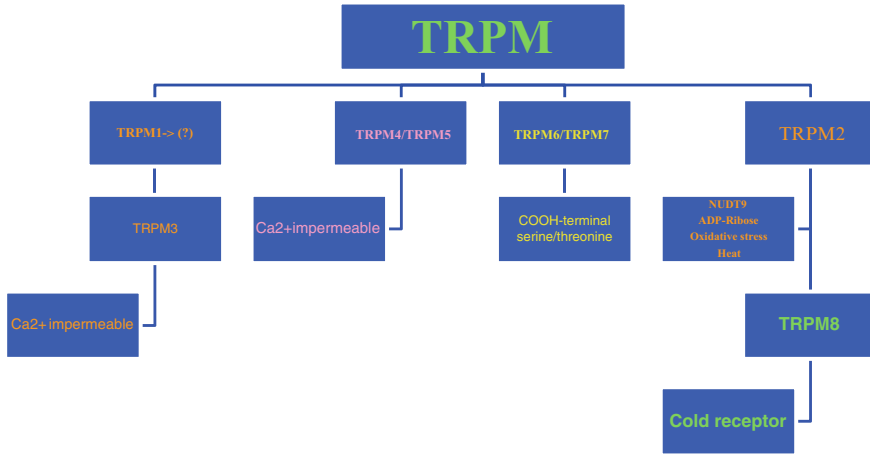 TRPM
TRPM1-> (?)
TRPM4/TRPM5
TRPM6/TRPM7
TRPM2
TRPM3
Ca2+impermeable
COOH-terminal
serine/threonine
NUDT9
ADP-Ribose
Oxidative stress
Heat
Ca2+impermeable
TRPM8
Cold receptor